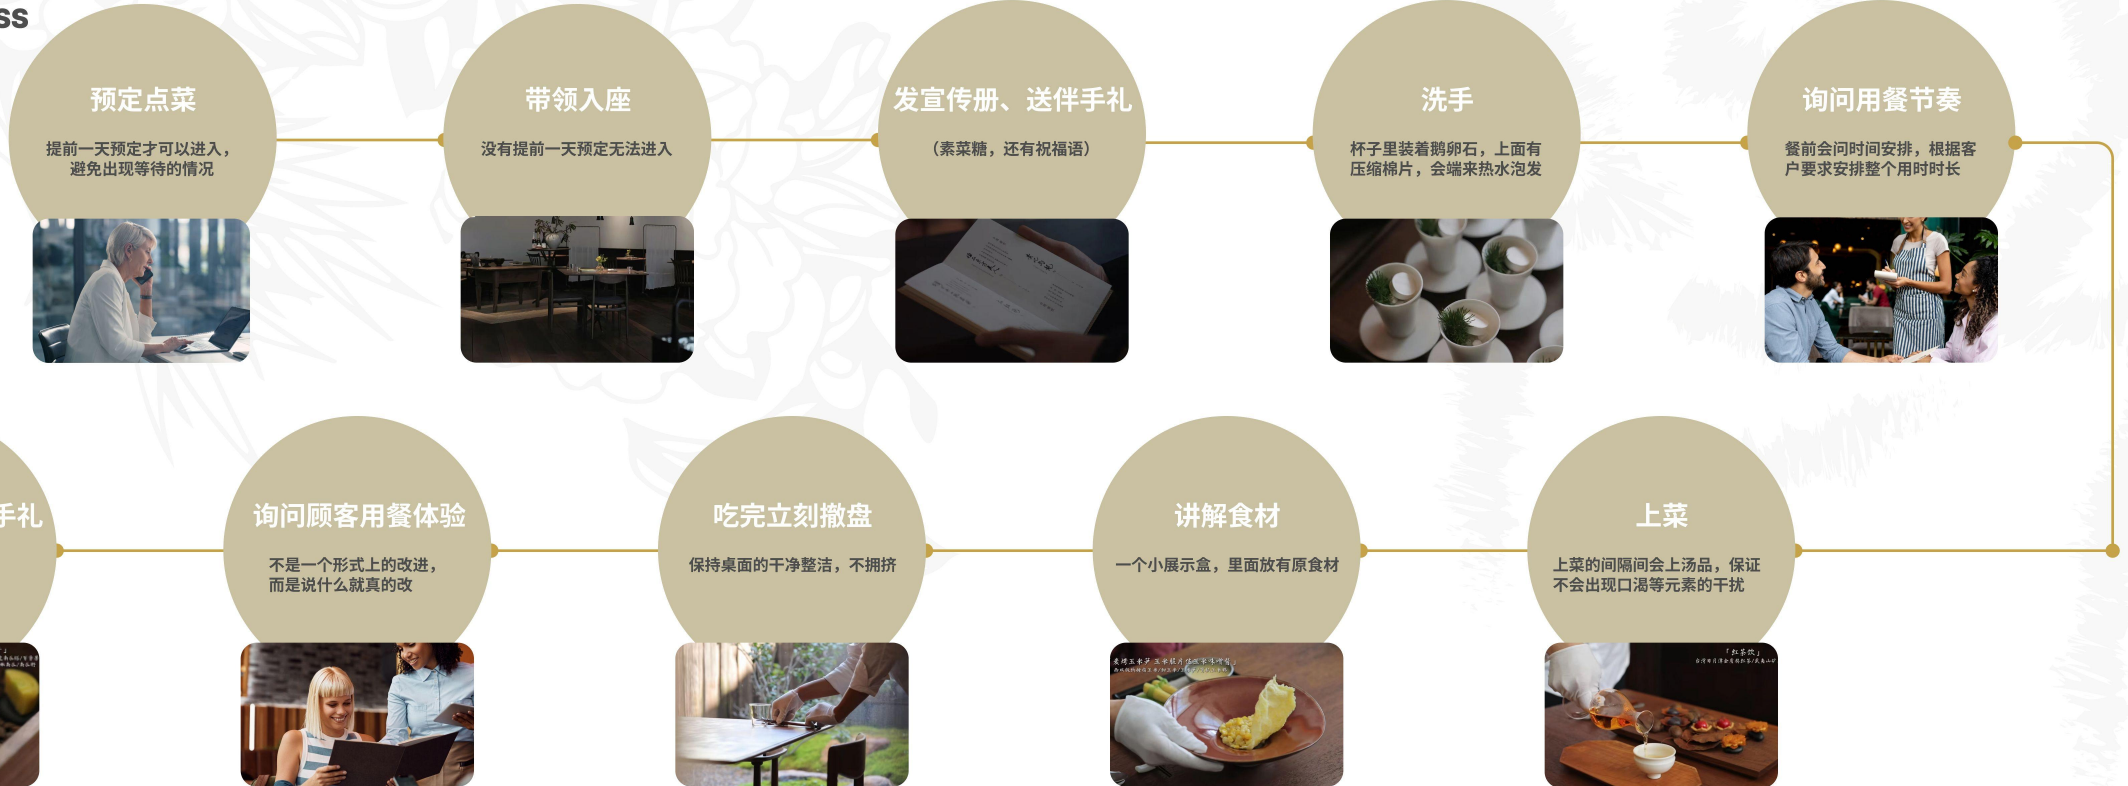 ss
预定点菜
提前一天预定才可以进入，
避免出现等待的情况
带领入座
没有提前一天预定无法进入
发宣传册、送伴手礼
（素菜糖，还有祝福语）
洗手
杯子里装着鹅卵石，上面有
压缩棉片，会端来热水泡发
询问用餐节奏
餐前会问时间安排，根据客
户要求安排整个用时时长
手礼
询问顾客用餐体验
不是一个形式上的改进，
而是说什么就真的改
吃完立刻撤盘
保持桌面的干净整洁，不拥挤
讲解食材
一个小展示盒，里面放有原食材
上菜
上菜的间隔间会上汤品，保证
不会出现口渴等元素的干扰
「红茶饮」